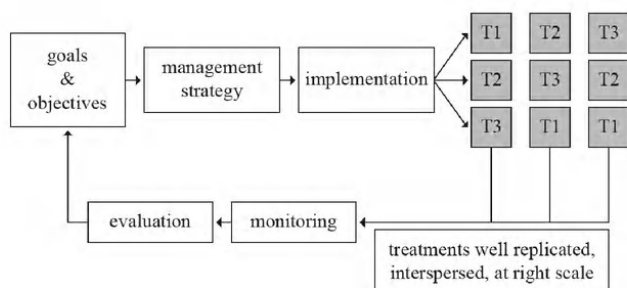 goals
&
objectives
management
strategy
implementation
T1 T2 T3
T2 T3 T2
T3 T1 T1
evaluation
monitoring
treatments well replicated,
interspersed, at right scale